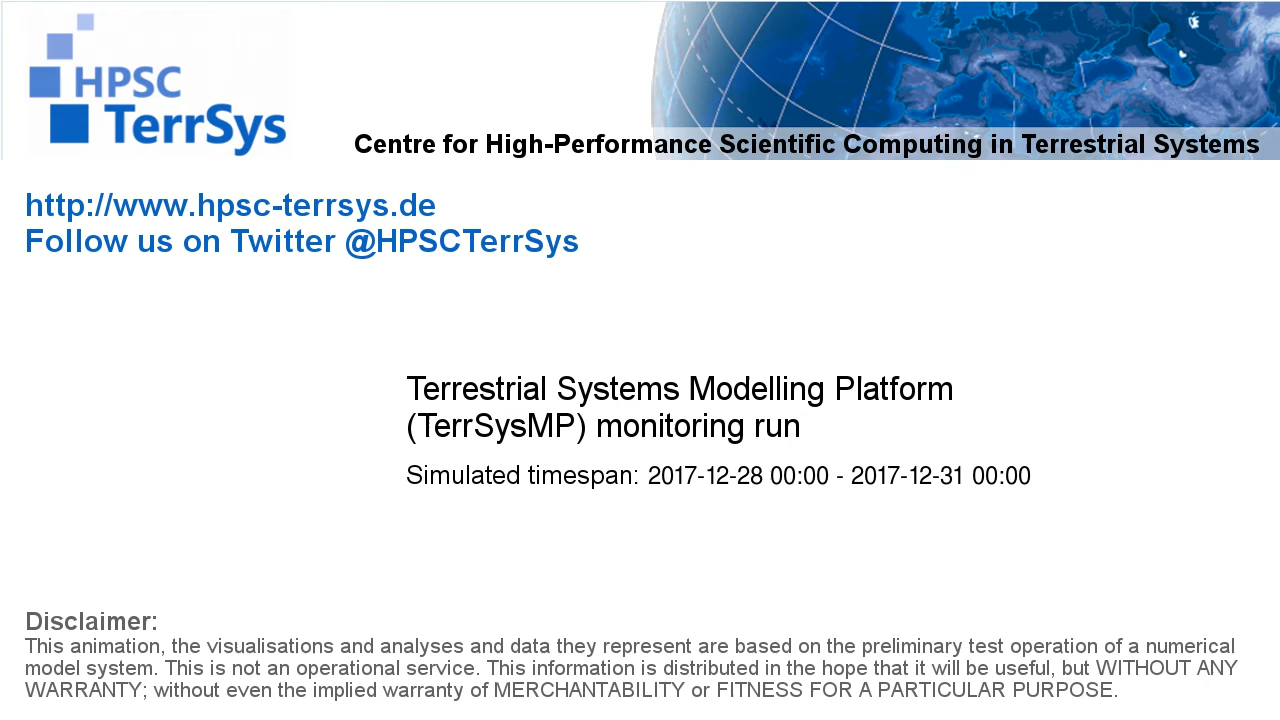 HPSC
TerrSys
Centre for High-Performance Scientific Computing in Terrestrial Systems
http://www.hpsc-terrsys.de
Follow us on Twitter @HPSCTerrSys
Terrestrial Systems Modelling Platform
(TerrSysMP) monitoring run
Simulated timespan: 2017-12-28 00:00 - 2017-12-31 00:00
Disclaimer:
This animation, the visualisations and analyses and data they represent are based on the preliminary test operation of a numerical
model system. This is not an operational service. This information is distributed in the hope that it will be useful, but WITHOUT ANY
WARRANTY; without even the implied warranty of MERCHANTABILITY or FITNESS FOR A PARTICULAR PURPOSE.